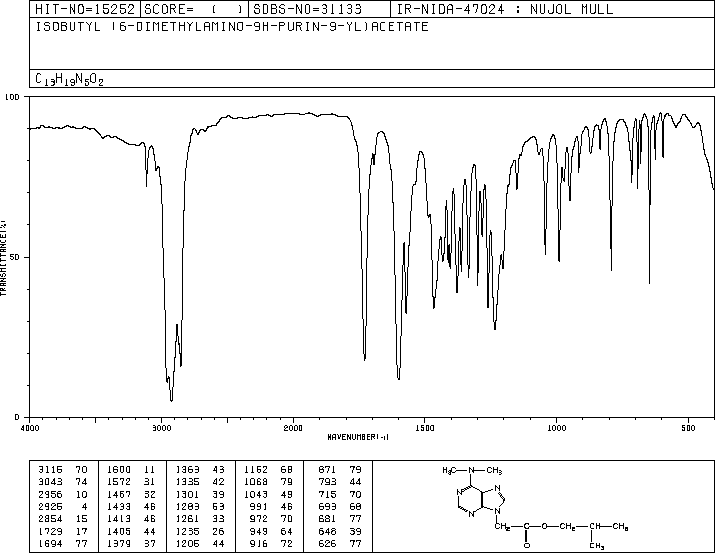 HIT-NO=15252 SCORE= ( ) SDBS-NO=31133 IR-NIDA-47024 : NUJOL MULL
ISOBUTYL (6-DIMETHYLAMINO-9H-PURIN-9-YL)ACETATE
C13H19N5O2
100
50
0
TRANSMITTANCE(%)
4000 3000 2000 1500 1000 500
WAVENUMBER(-1)
3115 70 1600 11 1363 43 1152 68 871 79
3043 74 1572 31 1335 42 1068 79 793 44
2956 10 1467 32 1301 39 1043 49 991 46 715 70
2925 4 1433 46 1283 53 693 68
2854 15 1413 46 1261 33 972 70 681 77
1729 17 1405 44 1235 26 949 64 648 39
1694 77 1379 37 1205 44 916 72 626 77
H3C N CH3
N N
N N
CH2 C O CH2 CH CH3
O CH3